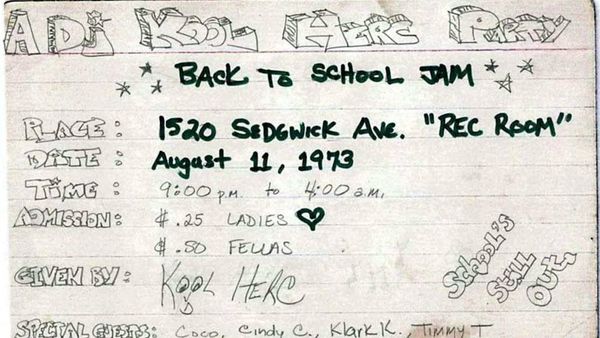 A DJ KOOL HERC PARTY
BACK TO SCHOOL JAM
PLACE: 1520 SEDGWICK AVE. "REC ROOM"
DATE: August 11, 1973
TIME: 9:00 p.m. to 4:00 a.m.
ADMISSION: $.25 LADIES ♥
$.50 FELLAS
GIVEN BY: KOOL HERC
SPECIAL GUESTS: Coco, Cindy C., Klark K., Timmy T
SCHOOL'S
STILL
OUT.